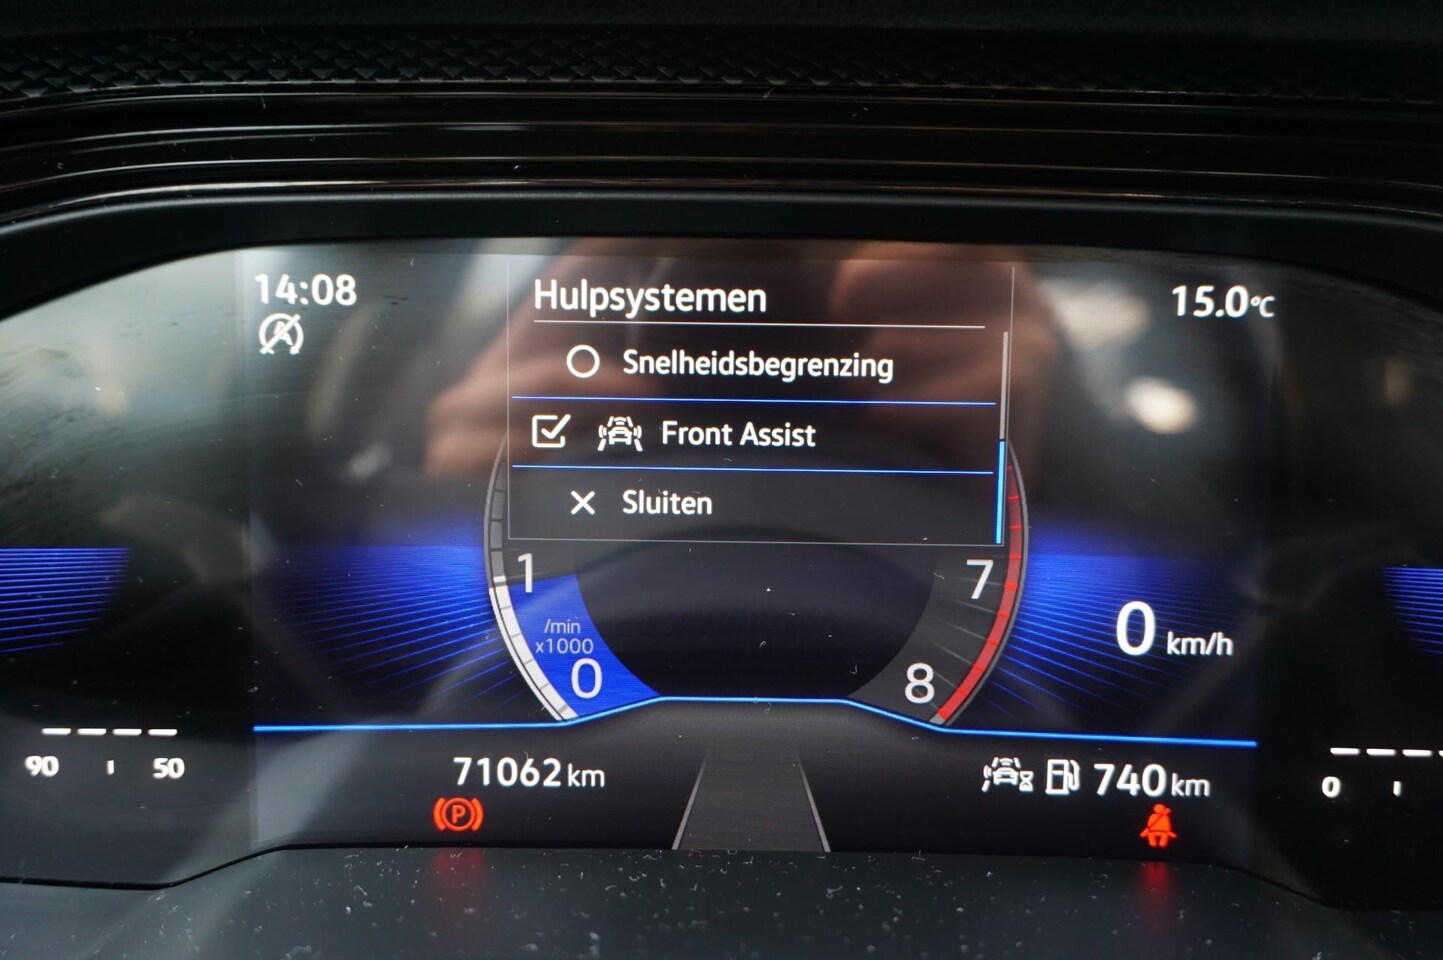 14:08
Hulpsystemen
15.0°C
Snelheidsbegrenzing
Front Assist
Sluiten
1
7
/min
x1000
0
8
0 km/h
90
50
71062 km
740 km
0
P